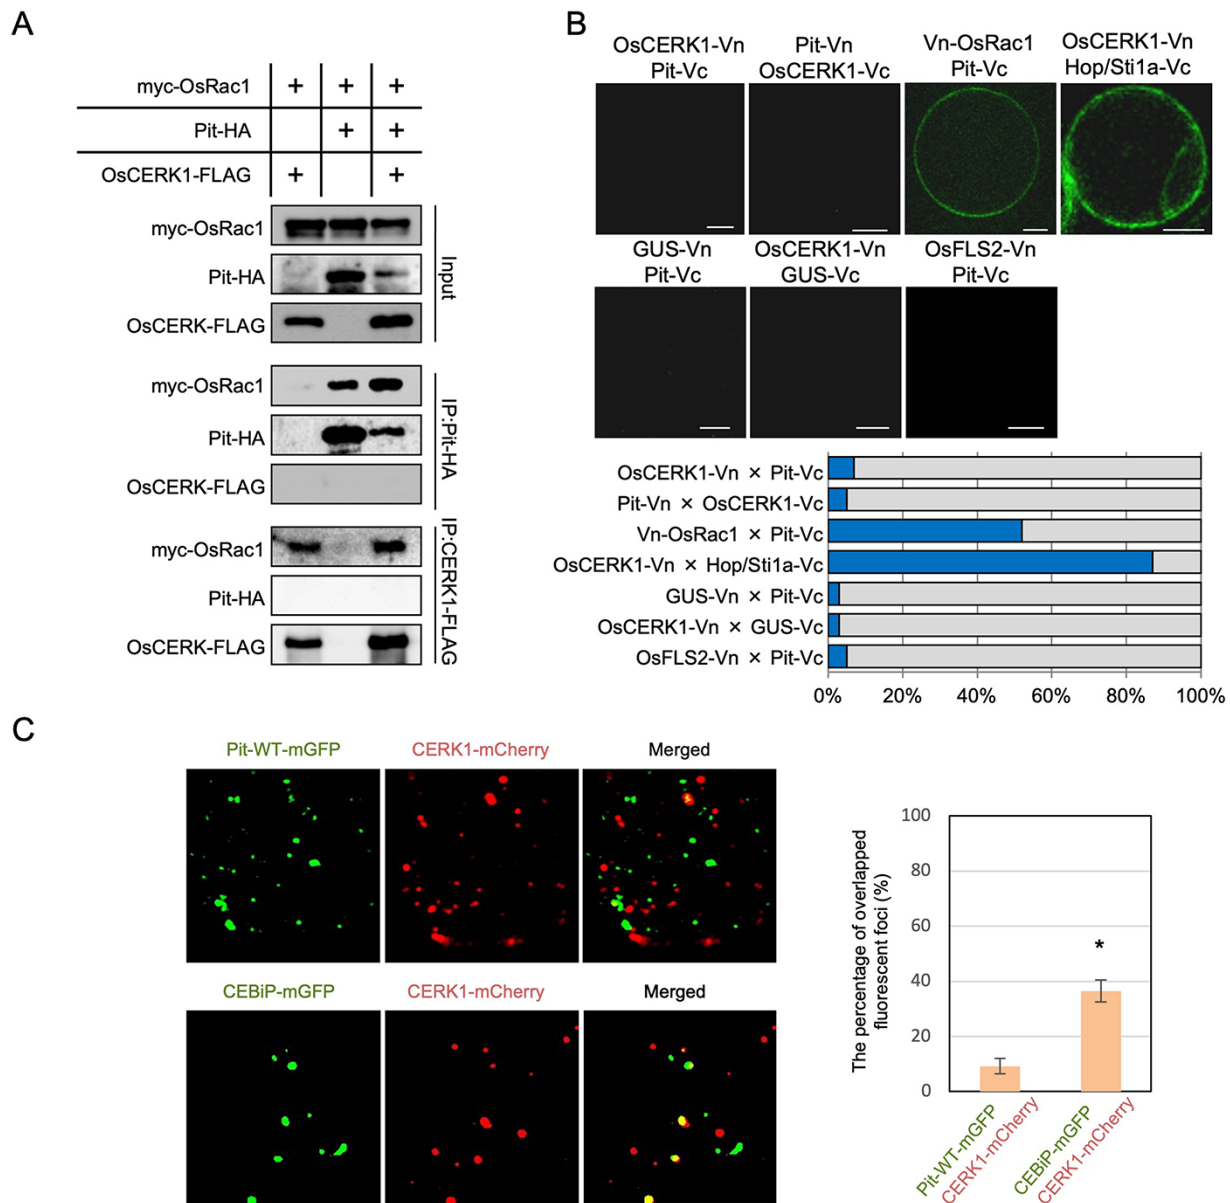 A
myc-OsRac1 + + +
Pit-HA + +
OsCERK1-FLAG + +
myc-OsRac1
Pit-HA
OsCERK-FLAG
Input
myc-OsRac1
Pit-HA
OsCERK-FLAG
IP:Pit-HA
myc-OsRac1
Pit-HA
OsCERK-FLAG
IP:CERK1-FLAG
B
OsCERK1-Vn
Pit-Vc
Pit-Vn
OsCERK1-Vc
Vn-OsRac1
Pit-Vc
OsCERK1-Vn
Hop/Sti1a-Vc
GUS-Vn
Pit-Vc
OsCERK1-Vn
GUS-Vc
OsFLS2-Vn
Pit-Vc
OsCERK1-Vn × Pit-Vc
Pit-Vn × OsCERK1-Vc
Vn-OsRac1 × Pit-Vc
OsCERK1-Vn × Hop/Sti1a-Vc
GUS-Vn × Pit-Vc
OsCERK1-Vn × GUS-Vc
OsFLS2-Vn × Pit-Vc
0% 20% 40% 60% 80% 100%
C
Pit-WT-mGFP CERK1-mCherry Merged
CEBiP-mGFP CERK1-mCherry Merged
The percentage of overlapped
fluorescent foci (%)
100
80
60
40
20
0
*
Pit-WT-mGFP
CERK1-mCherry
CEBiP-mGFP
CERK1-mCherry